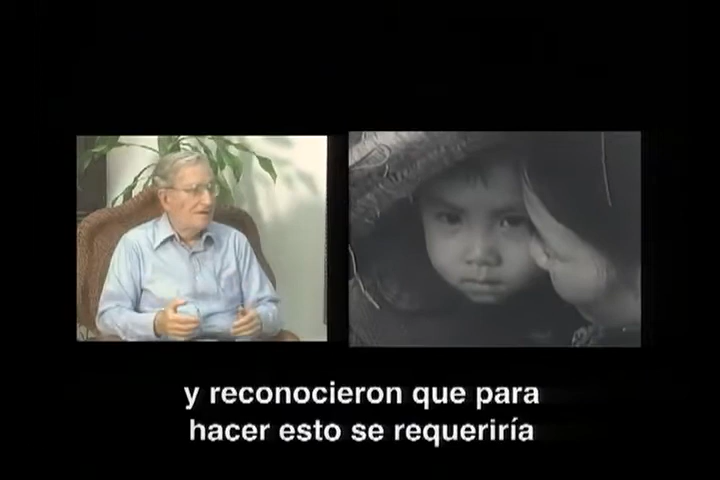 y reconocieron que para
hacer esto se requeriría